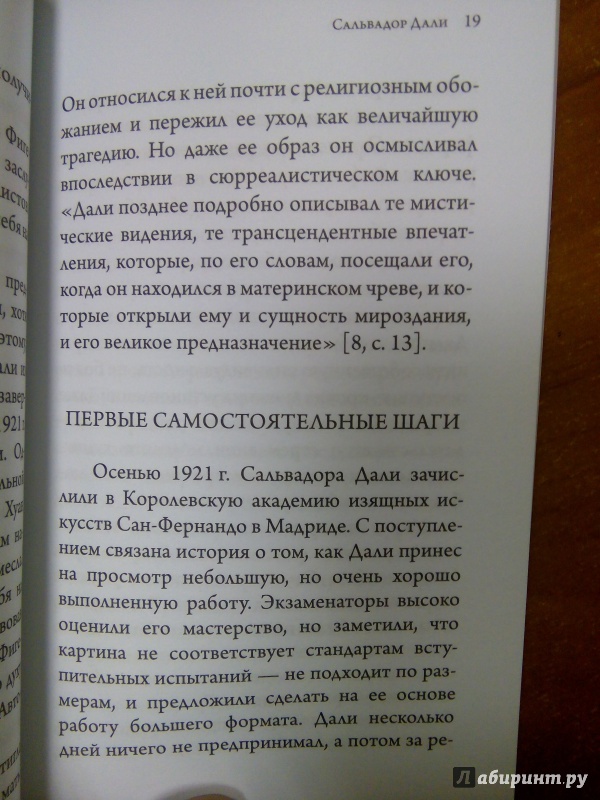 Сальвадор Дали 19
Он относился к ней почти с религиозным обо-
жанием и пережил ее уход как величайшую
трагедию. Но даже ее образ он осмысливал
впоследствии в сюрреалистическом ключе.
«Дали позднее подробно описывал те мисти-
ческие видения, те трансцендентные впечат-
ления, которые, по его словам, посещали его,
когда он находился в материнском чреве, и ко-
торые открыли ему и сущность мироздания,
и его великое предназначение» [8, с. 13].
ПЕРВЫЕ САМОСТОЯТЕЛЬНЫЕ ШАГИ
Осенью 1921 г. Сальвадора Дали зачис-
лили в Королевскую академию изящных ис-
кусств Сан-Фернандо в Мадриде. С поступле-
нием связана история о том, как Дали принес
на просмотр небольшую, но очень хорошо
выполненную работу. Экзаменаторы высоко
оценили его мастерство, но заметили, что
картина не соответствует стандартам всту-
пительных испытаний — не подходит по раз-
мерам, и предложили сделать на ее основе
работу большего формата. Дали несколько
дней ничего не предпринимал, а потом за ре-
лабиринт.ру